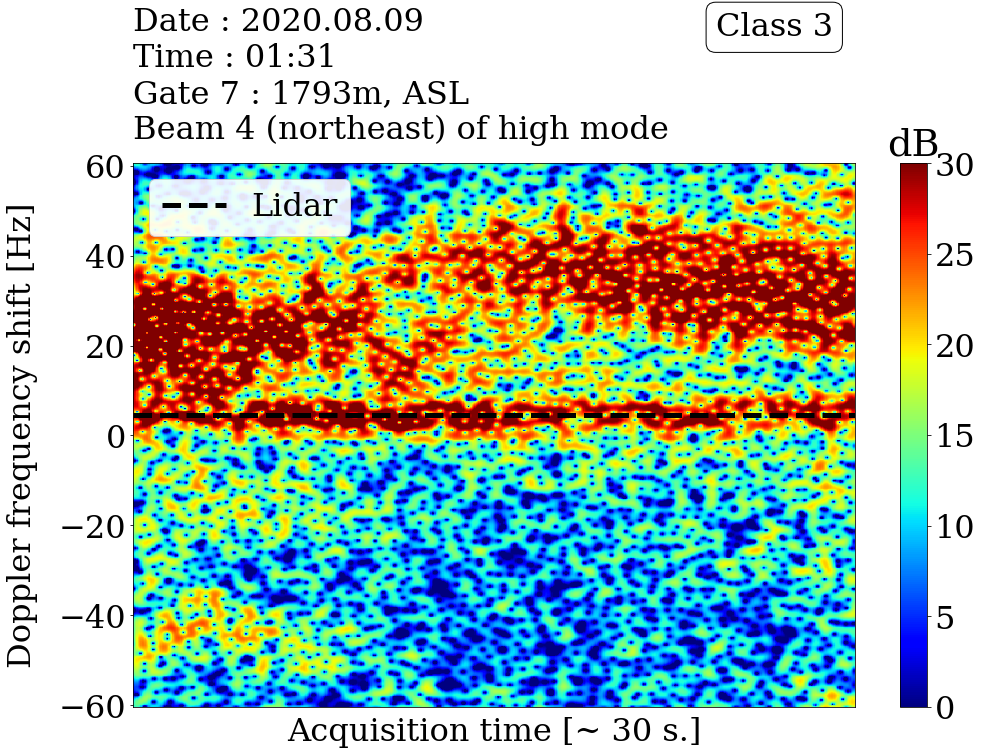 Date : 2020.08.09
Time : 01:31
Gate 7 : 1793m, ASL
Beam 4 (northeast) of high mode
Class 3
dB
Lidar
Doppler frequency shift [Hz]
60
40
20
0
−20
−40
−60
30
25
20
15
10
5
0
Acquisition time [~ 30 s.]